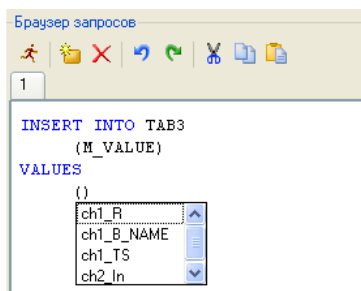 Браузер запросов
1
INSERT INTO TAB3
(M_VALUE)
VALUES
()
ch1_R
ch1_B_NAME
ch1_TS
ch2_In